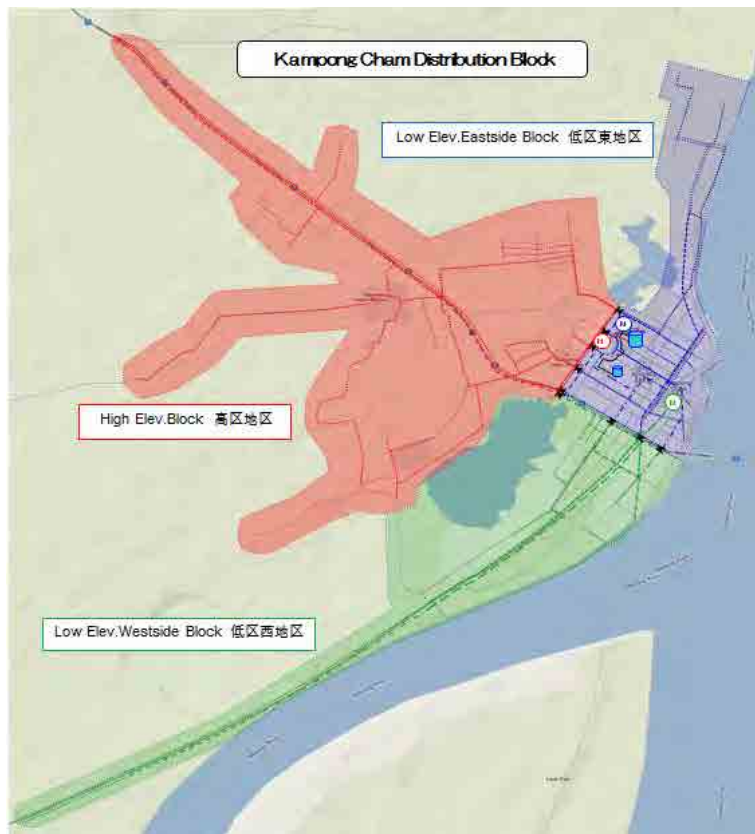 Kampong Cham Distribution Block
Low Elev.Eastside Block 低区東地区
High Elev.Block 高区地区
Low Elev.Westside Block 低区西地区